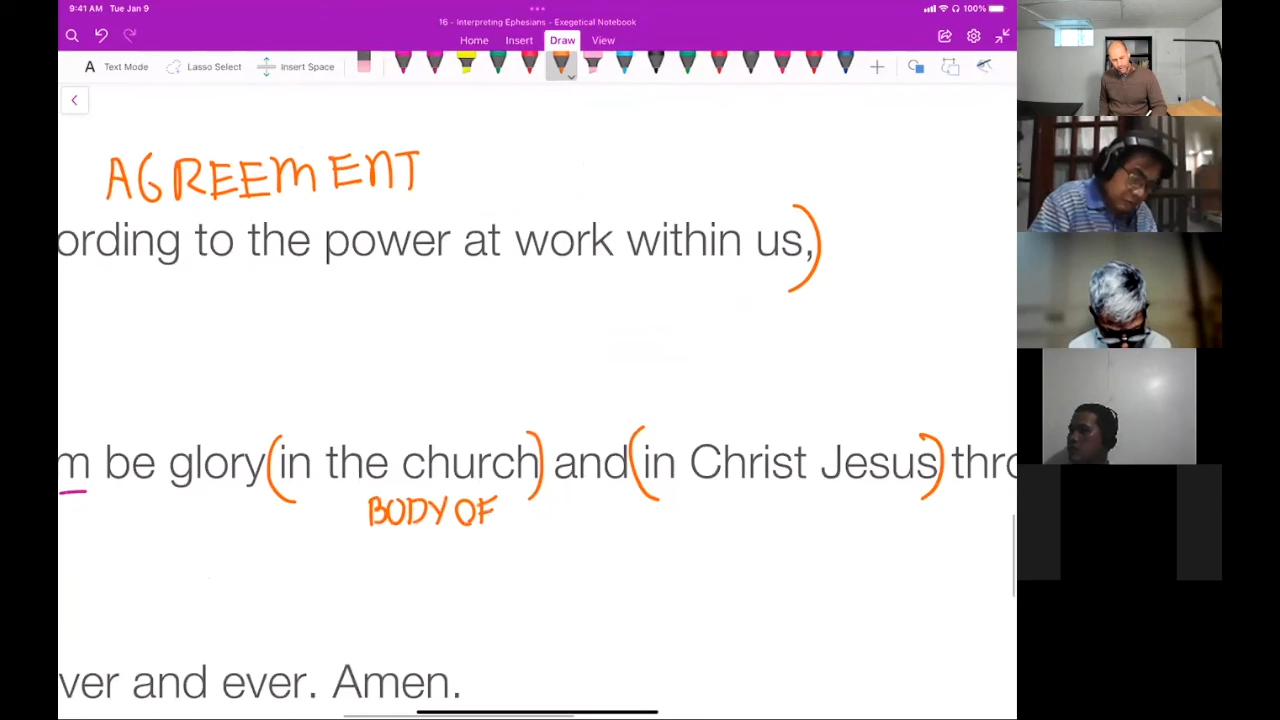 9:41 AM Tue Jan 9
100%
16 - Interpreting Ephesians - Exegetical Notebook
Home Insert Draw View
A Text Mode Lasso Select Insert Space
AGREEMENT
ording to the power at work within us,)
m be glory (in the church) and (in Christ Jesus) thro
BODY OF
ver and ever. Amen.